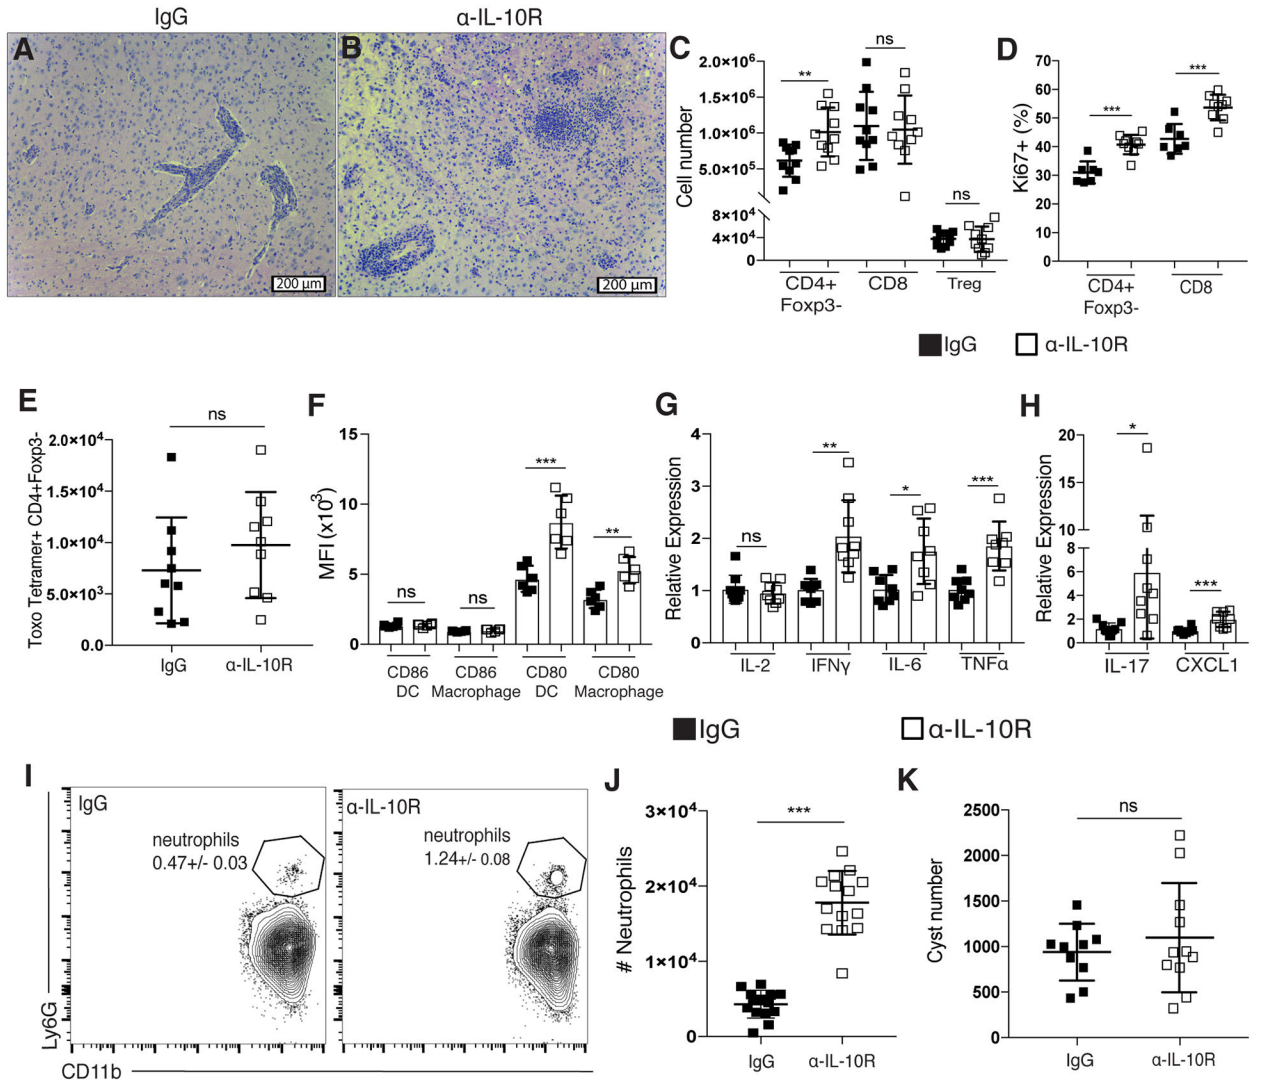 IgG
α-IL-10R
A
B
200 µm
200 µm
C
ns
**
ns
Cell number
2.0×10⁶
1.5×10⁶
1.0×10⁶
5.0×10⁵
8×10⁴
4×10⁴
0
CD4+ CD8 Treg
Foxp3-
D
***
***
Ki67+ (%)
70
60
50
40
30
20
10
0
CD4+ CD8
Foxp3-
IgG α-IL-10R
E
ns
Toxo Tetramer+ CD4+Foxp3-
2.0×10⁴
1.5×10⁴
1.0×10⁴
5.0×10³
0.0
IgG α-IL-10R
F
MFI (x10³)
15
10
5
0
ns
ns
***
**
CD86 CD86 CD80 CD80
DC Macrophage DC Macrophage
G
Relative Expression
4
3
2
1
0
ns
**
*
***
IL-2 IFNγ IL-6 TNFα
H
Relative Expression
20
15
10
8
6
4
2
0
*
***
IL-17 CXCL1
IgG α-IL-10R
I
IgG
neutrophils
0.47+/- 0.03
α-IL-10R
neutrophils
1.24+/- 0.08
Ly6G
CD11b
J
# Neutrophils
3×10⁴
2×10⁴
1×10⁴
0
***
IgG α-IL-10R
K
Cyst number
2500
2000
1500
1000
500
0
ns
IgG α-IL-10R